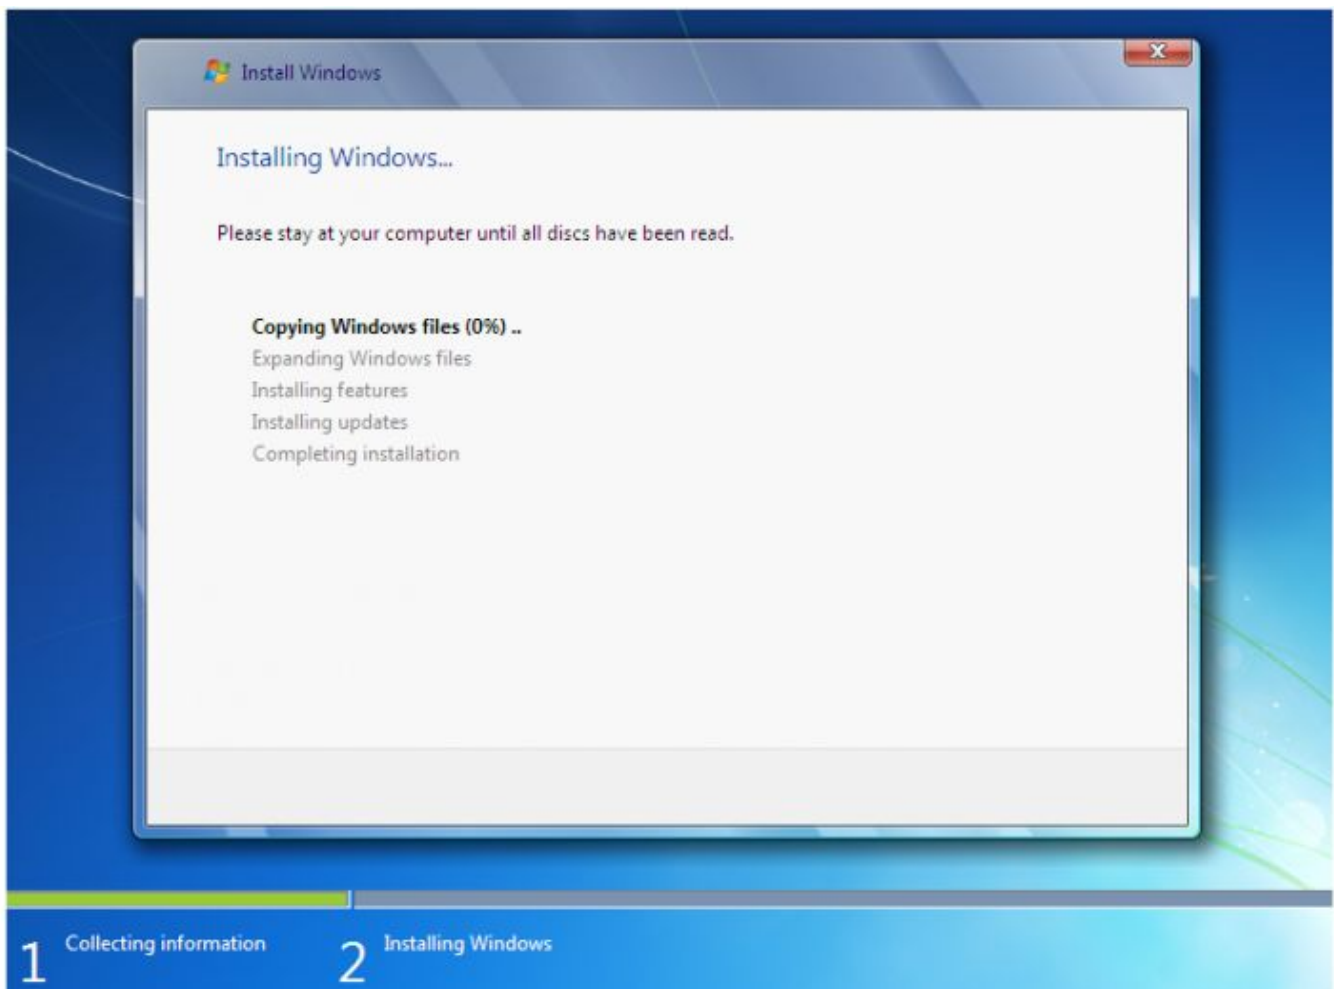 Install Windows
Installing Windows...
Please stay at your computer until all discs have been read.
Copying Windows files (0%) ..
Expanding Windows files
Installing features
Installing updates
Completing installation
1 Collecting information 2 Installing Windows